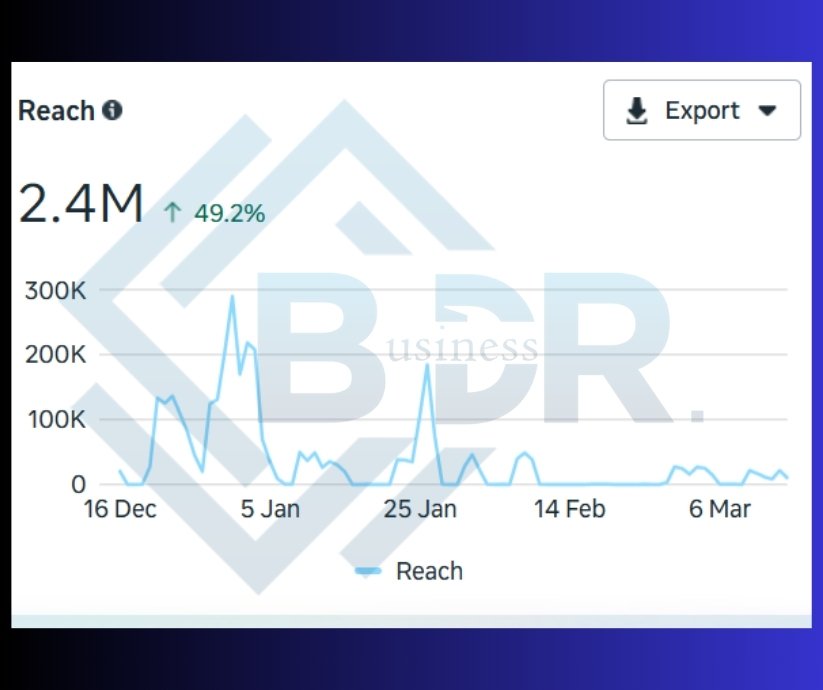 Reach
Export
2.4M ↑ 49.2%
300K
200K
100K
0
16 Dec 5 Jan 25 Jan 14 Feb 6 Mar
Reach
BDR.
usiness